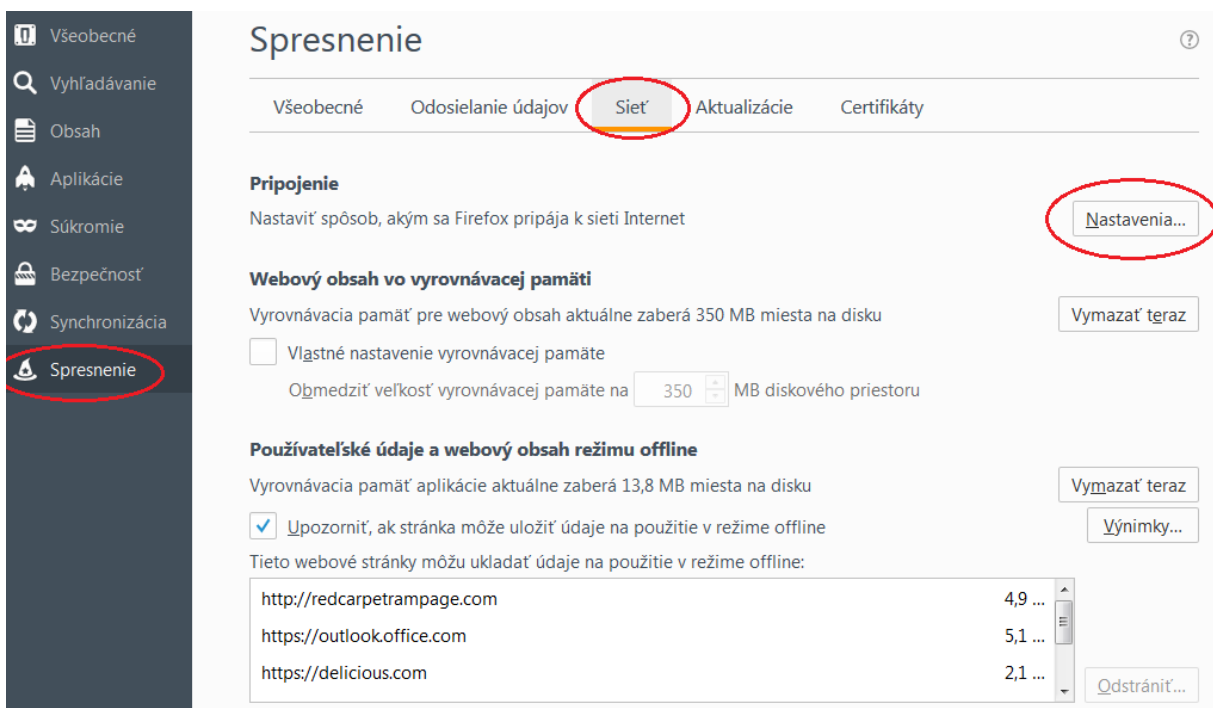 Všeobecné
Vyhľadávanie
Obsah
Aplikácie
Súkromie
Bezpečnosť
Synchronizácia
Spresnenie
Spresnenie
?
Všeobecné Odosielanie údajov Sieť Aktualizácie Certifikáty
Pripojenie
Nastaviť spôsob, akým sa Firefox pripája k sieti Internet Nastavenia...
Webový obsah vo vyrovnávacej pamäti
Vyrovnávacia pamäť pre webový obsah aktuálne zaberá 350 MB miesta na disku Vymazať teraz
Vlastné nastavenie vyrovnávacej pamäte
Obmedziť veľkosť vyrovnávacej pamäte na 350 MB diskového priestoru
Používateľské údaje a webový obsah režimu offline
Vyrovnávacia pamäť aplikácie aktuálne zaberá 13,8 MB miesta na disku Vymazať teraz
Upozorniť, ak stránka môže uložiť údaje na použitie v režime offline Výnimky...
Tieto webové stránky môžu ukladať údaje na použitie v režime offline:
http://redcarpetrampage.com 4,9 ...
https://outlook.office.com 5,1 ...
https://delicious.com 2,1 ...
Odstrániť...